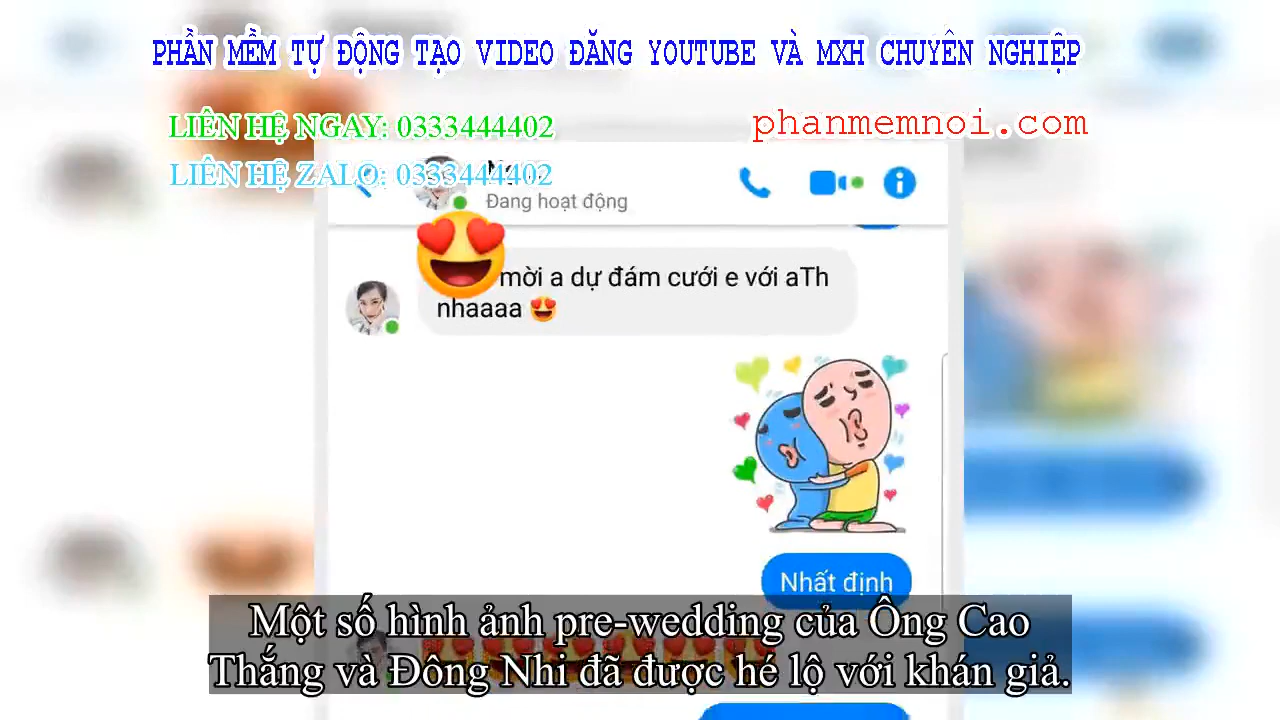 PHẦN MỀM TỰ ĐỘNG TẠO VIDEO ĐĂNG YOUTUBE VÀ MXH CHUYÊN NGHIỆP
LIÊN HỆ NGAY: 0333444402
phanmemnoi.com
LIÊN HỆ ZALO: 0333444402
Đang hoạt động
mời a dự đám cưới e với aTh
nhaaaa 😍
Nhất định
Một số hình ảnh pre-wedding của Ông Cao
Thắng và Đông Nhi đã được hé lộ với khán giả.